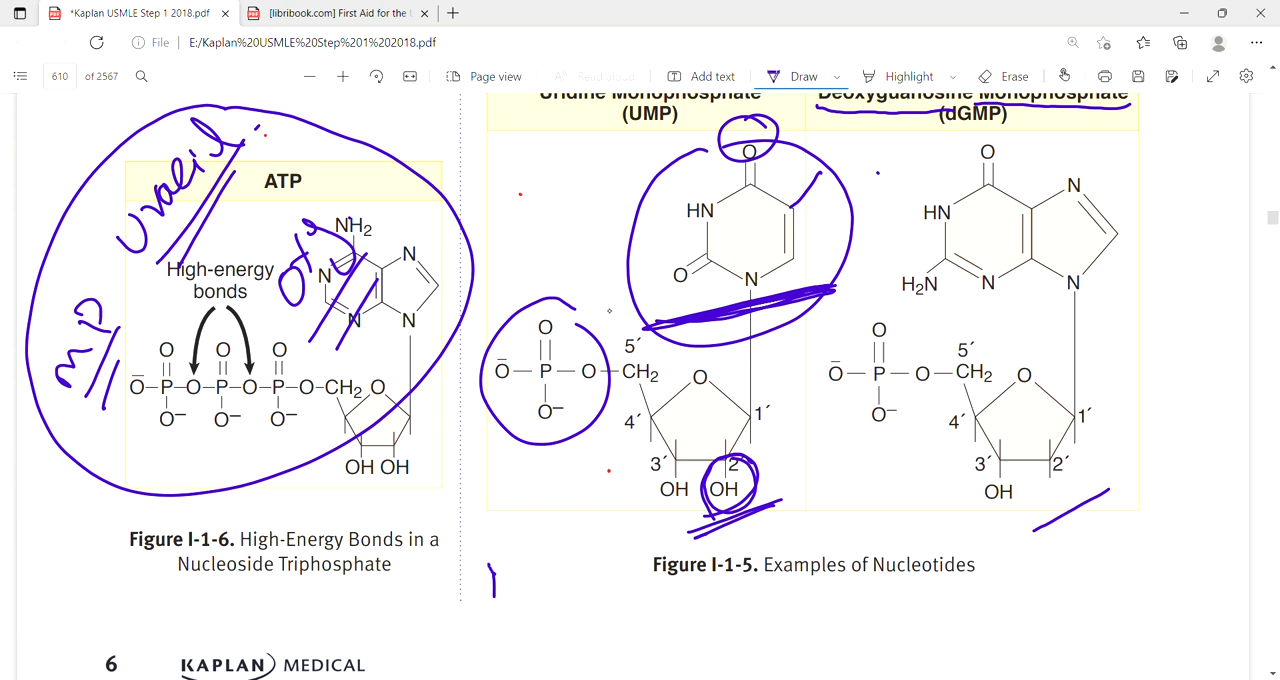 *Kaplan USMLE Step 1 2018.pdf
[libribook.com] First Aid for the
File E:/Kaplan%20USMLE%20Step%201%202018.pdf
610 of 2567 Page view Read aloud Add text Draw Highlight Erase
Uridine Monophosphate
(UMP)
Deoxyguanosine Monophosphate
(dGMP)
ATP
High-energy
bonds
NH2
N
N
N
N
O O O
O P O P O P O CH2 O
O– O– O–
OH OH
O
HN
O
N
O
O– P O CH2
O–
5´
O
4´ 1´
3´ 2´
OH OH
O
HN
N
H2N
N
N
O
O– P O CH2
O–
5´
O
4´ 1´
3´ 2´
OH
Figure I-1-6. High-Energy Bonds in a
Nucleoside Triphosphate
Figure I-1-5. Examples of Nucleotides
6 KAPLAN MEDICAL